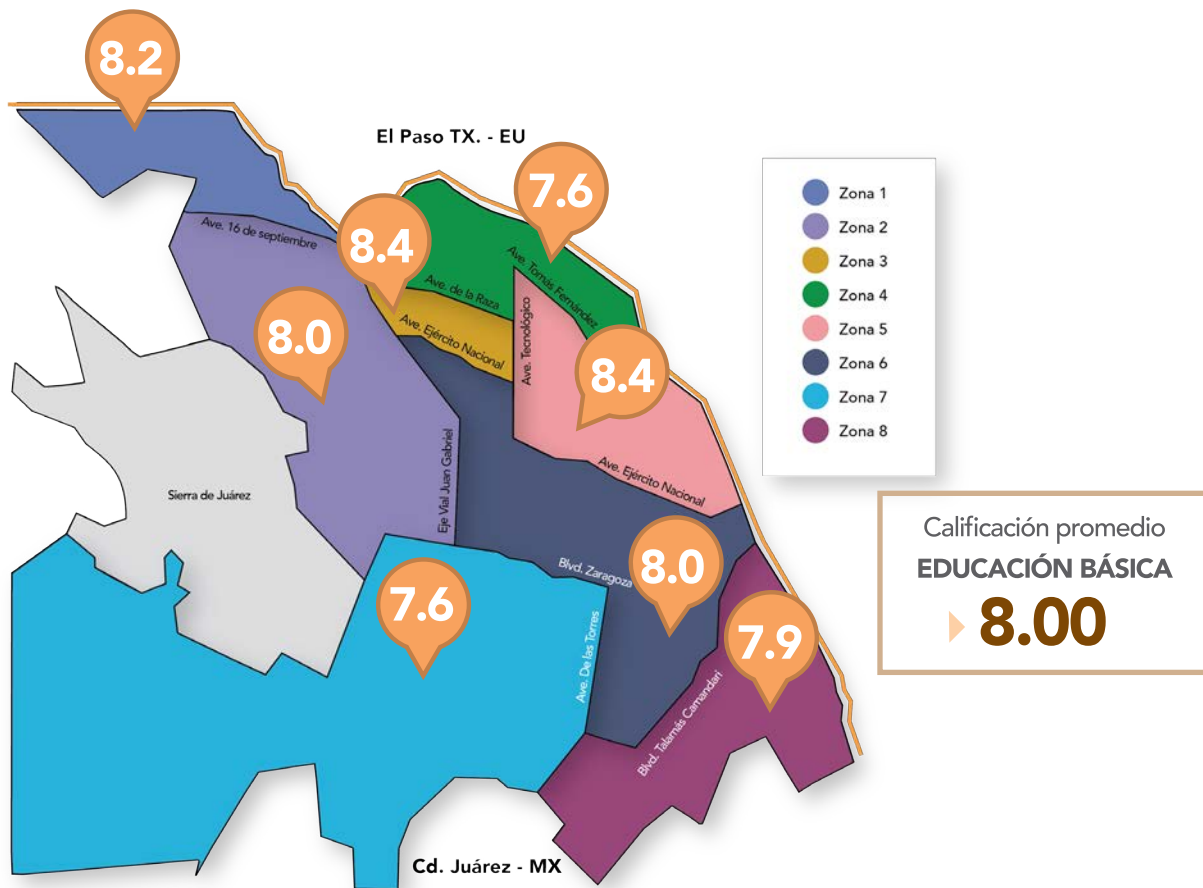 8.2
El Paso TX. - EU
7.6
Zona 1
Zona 2
Zona 3
Zona 4
Zona 5
Zona 6
Zona 7
Zona 8
Ave. 16 de septiembre
8.4
Ave. Tomás Fernández
Ave. de la Raza
Ave. Ejército Nacional
Ave. Tecnológico
8.0
8.4
Eje Vial Juan Gabriel
Ave. Ejército Nacional
Sierra de Juárez
Calificación promedio
EDUCACIÓN BÁSICA
8.00
Blvd. Zaragoza
8.0
7.6
7.9
Ave. De las Torres
Blvd. Talamás Camandari
Cd. Juárez - MX